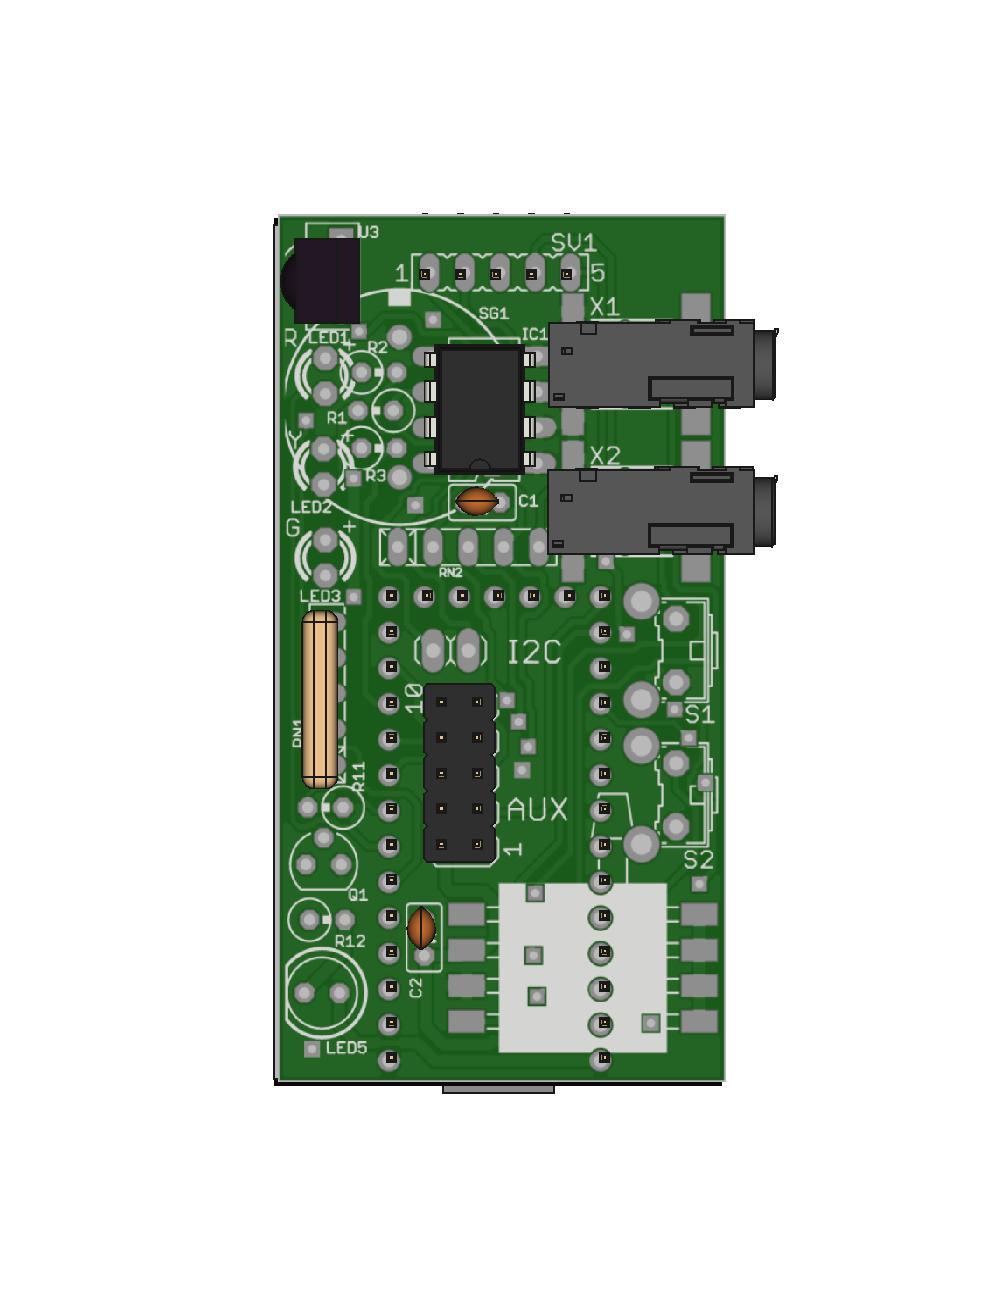 U3
SV1
1
5
SG1
X1
R
LED1
+
R2
IC1
R1
Y
+
X2
R3
LED2
C1
G
+
RN2
LED3
I2C
10
S1
RN1
R11
AUX
1
S2
Q1
R12
C2
LED5